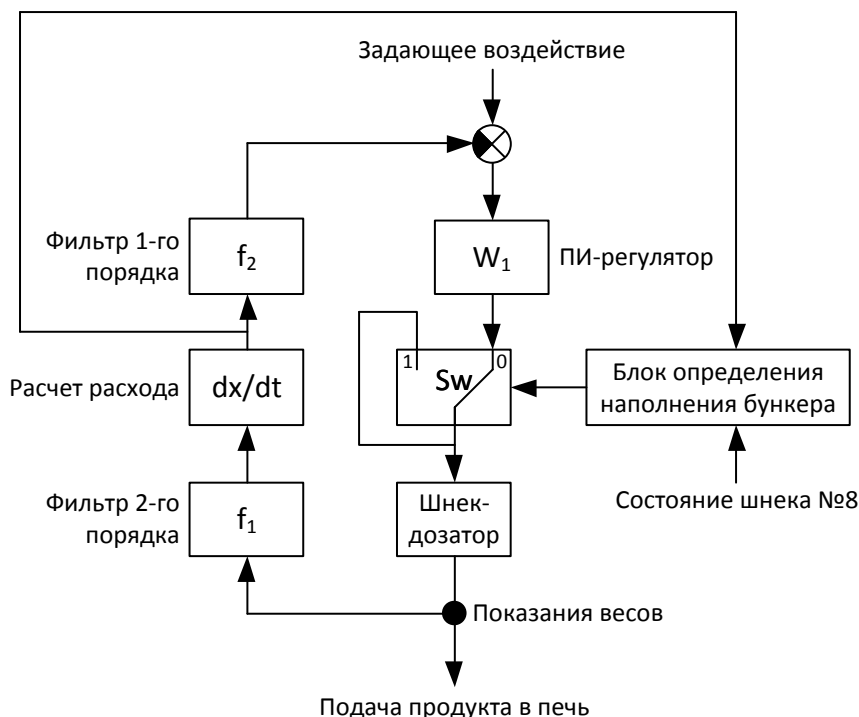 Задающее воздействие
Фильтр 1-го
порядка
f₂
W₁
ПИ-регулятор
Расчет расхода
dx/dt
1
0
Sw
Блок определения
наполнения бункера
Фильтр 2-го
порядка
f₁
Шнек-
дозатор
Состояние шнека №8
Показания весов
Подача продукта в печь